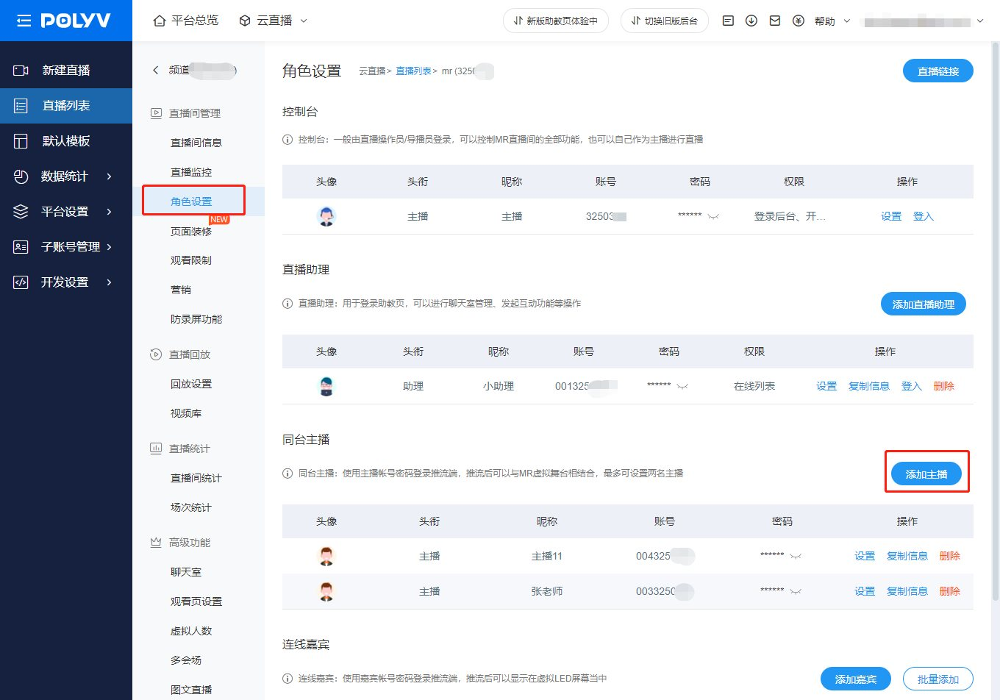 POLYV
平台总览
云直播
新版助教页体验中
切换旧版后台
帮助
新建直播
直播列表
默认模板
数据统计
平台设置
子账号管理
开发设置
频道
直播间管理
直播间信息
直播监控
角色设置
NEW
页面装修
观看限制
营销
防录屏功能
直播回放
回放设置
视频库
直播统计
直播间统计
场次统计
高级功能
聊天室
观看页设置
虚拟人数
多会场
图文直播
角色设置 云直播> 直播列表> mr (325
直播链接
控制台
控制台：一般由直播操作员/导播员登录，可以控制MR直播间的全部功能，也可以自己作为主播进行直播
头像 头衔 昵称 账号 密码 权限 操作
主播 主播 32503 ****** 登录后台、开... 设置 登入
直播助理
直播助理：用于登录助教页，可以进行聊天室管理、发起互动功能等操作
添加直播助理
头像 头衔 昵称 账号 密码 权限 操作
助理 小助理 001325 ****** 在线列表 设置 复制信息 登入 删除
同台主播
同台主播：使用主播帐号密码登录推流端，推流后可以与MR虚拟舞台相结合，最多可设置两名主播
添加主播
头像 头衔 昵称 账号 密码 操作
主播 主播11 004325 ****** 设置 复制信息 删除
主播 张老师 0033250 ****** 设置 复制信息 删除
连线嘉宾
连线嘉宾：使用嘉宾帐号密码登录推流端，推流后可以显示在虚拟LED屏幕当中
添加嘉宾
批量添加